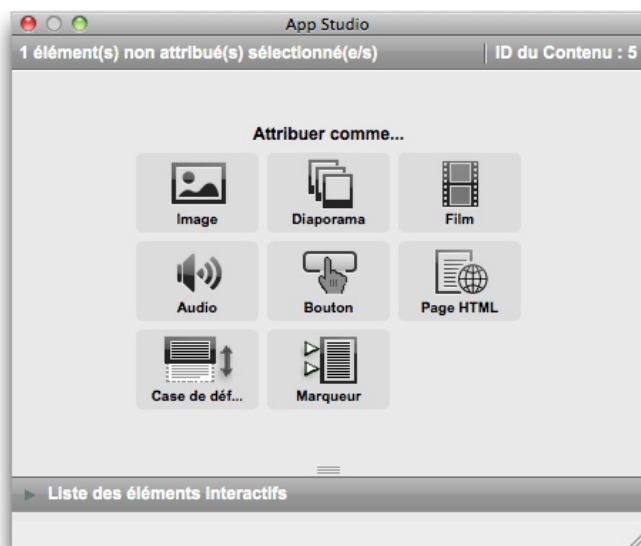 App Studio
1 élément(s) non attribué(s) sélectionné(e/s)
ID du Contenu : 5
Attribuer comme...
Image
Diaporama
Film
Audio
Bouton
Page HTML
Case de déf...
Marqueur
Liste des éléments interactifs